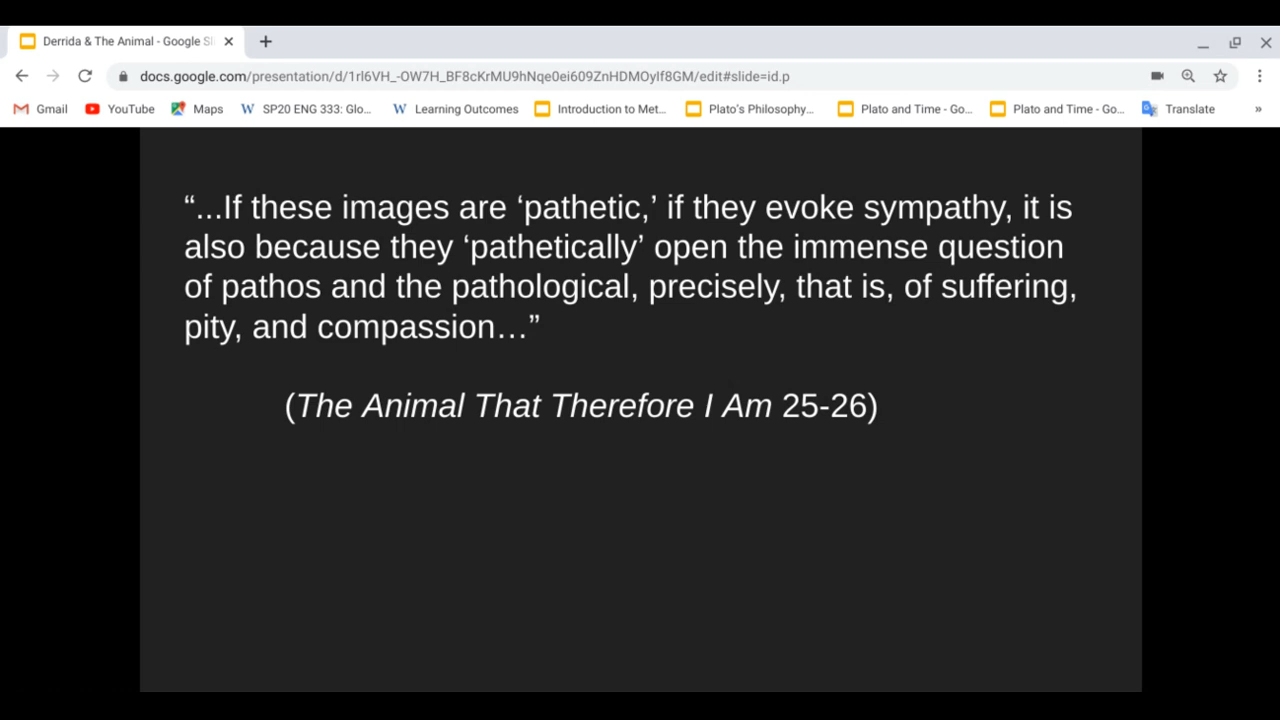 Derrida & The Animal - Google Sl
docs.google.com/presentation/d/1rl6VH_-OW7H_BF8cKrMU9hNqe0ei609ZnHDMOyIf8GM/edit#slide=id.p
Gmail YouTube Maps SP20 ENG 333: Glo... Learning Outcomes Introduction to Met... Plato's Philosophy... Plato and Time - Go... Plato and Time - Go... Translate »
“...If these images are ‘pathetic,’ if they evoke sympathy, it is
also because they ‘pathetically’ open the immense question
of pathos and the pathological, precisely, that is, of suffering,
pity, and compassion…”
(The Animal That Therefore I Am 25-26)